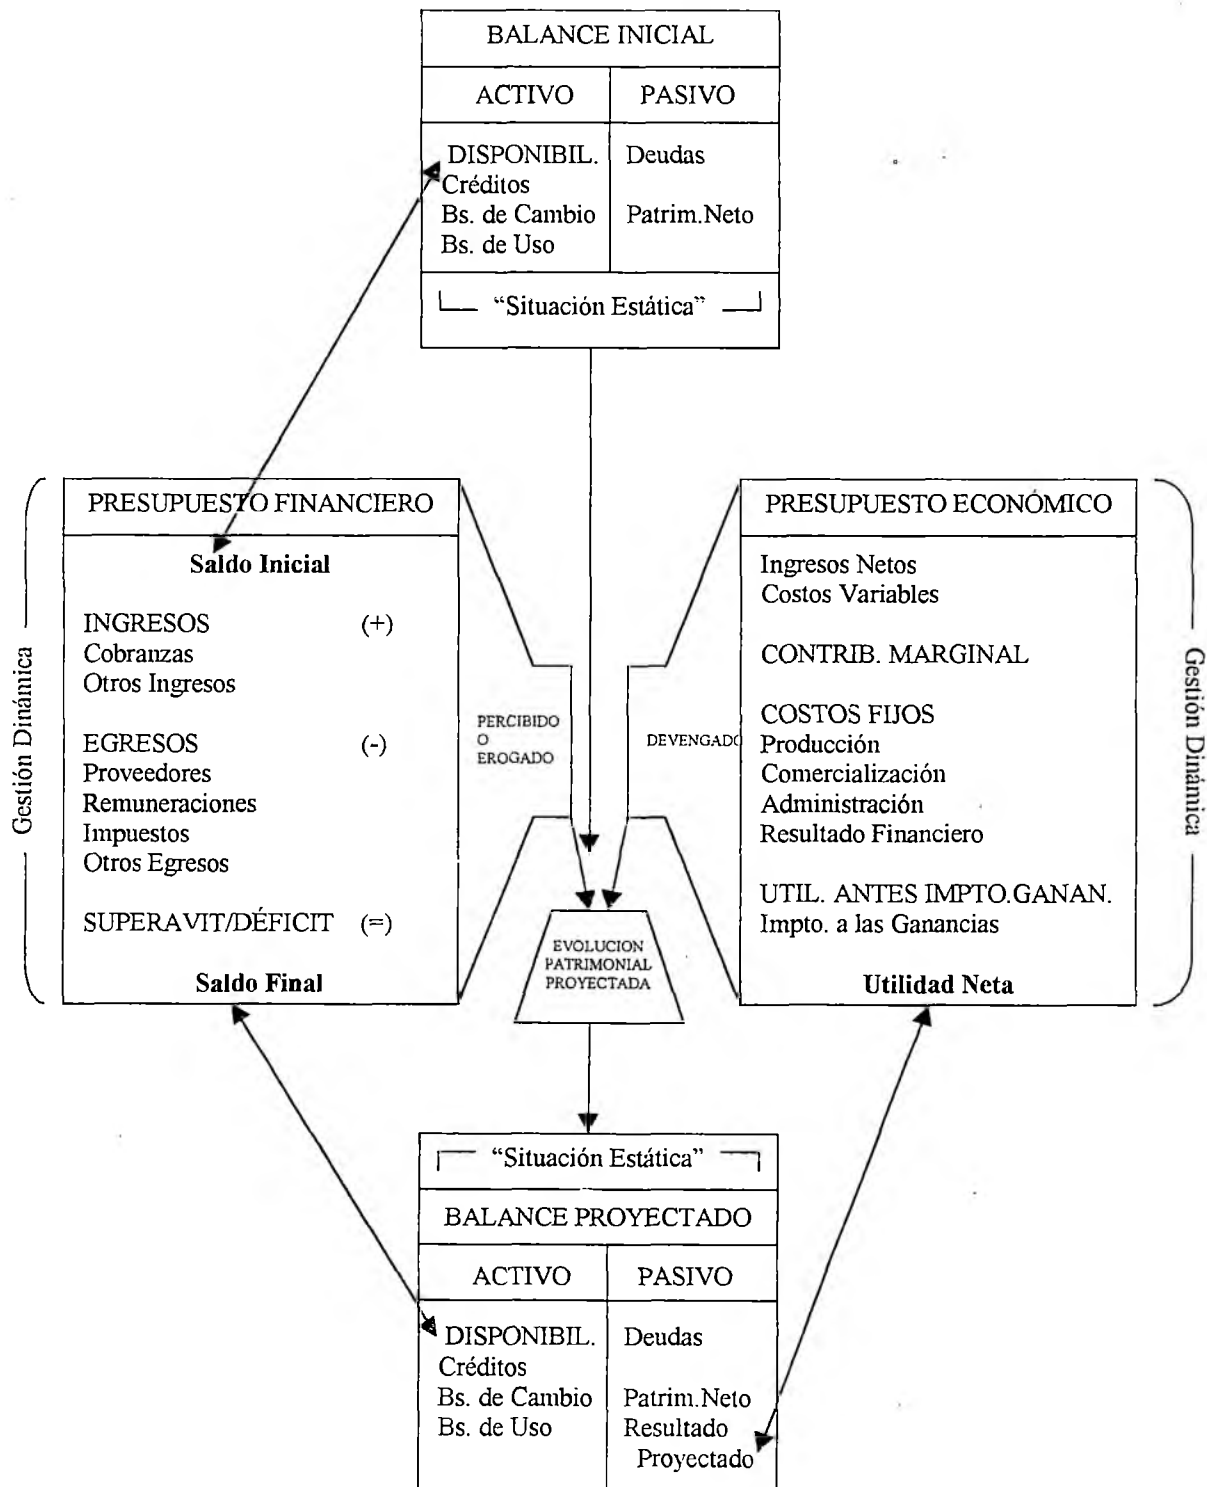 BALANCE INICIAL
ACTIVO PASIVO
DISPONIBIL. Deudas
Créditos
Bs. de Cambio Patrim.Neto
Bs. de Uso
“Situación Estática”
Gestión Dinámica
PRESUPUESTO FINANCIERO
Saldo Inicial
INGRESOS (+)
Cobranzas
Otros Ingresos
EGRESOS (-)
Proveedores
Remuneraciones
Impuestos
Otros Egresos
SUPERAVIT/DÉFICIT (=)
Saldo Final
PERCIBIDO
O
EROGADO
DEVENGADO
EVOLUCION
PATRIMONIAL
PROYECTADA
PRESUPUESTO ECONÓMICO
Ingresos Netos
Costos Variables
CONTRIB. MARGINAL
COSTOS FIJOS
Producción
Comercialización
Administración
Resultado Financiero
UTIL. ANTES IMPTO.GANAN.
Impto. a las Ganancias
Utilidad Neta
Gestión Dinámica
“Situación Estática”
BALANCE PROYECTADO
ACTIVO PASIVO
DISPONIBIL. Deudas
Créditos
Bs. de Cambio Patrim.Neto
Bs. de Uso Resultado
Proyectado